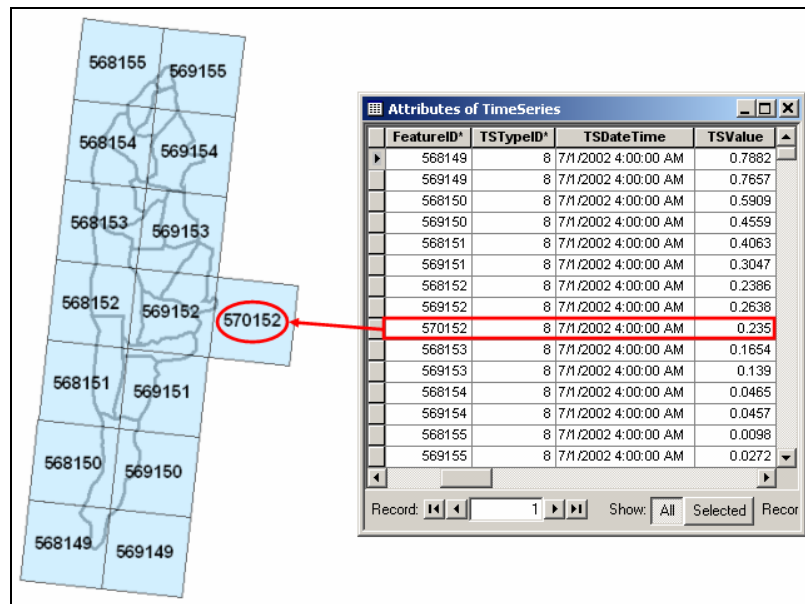 568155 569155
568154 569154
568153 569153
568152 569152 570152
568151 569151
568150 569150
568149 569149
Attributes of TimeSeries
FeatureID* TSTypeID* TSDateTime TSValue
568149 8 7/1/2002 4:00:00 AM 0.7882
569149 8 7/1/2002 4:00:00 AM 0.7657
568150 8 7/1/2002 4:00:00 AM 0.5909
569150 8 7/1/2002 4:00:00 AM 0.4559
568151 8 7/1/2002 4:00:00 AM 0.4063
569151 8 7/1/2002 4:00:00 AM 0.3047
568152 8 7/1/2002 4:00:00 AM 0.2386
569152 8 7/1/2002 4:00:00 AM 0.2638
570152 8 7/1/2002 4:00:00 AM 0.235
568153 8 7/1/2002 4:00:00 AM 0.1654
569153 8 7/1/2002 4:00:00 AM 0.139
568154 8 7/1/2002 4:00:00 AM 0.0465
569154 8 7/1/2002 4:00:00 AM 0.0457
568155 8 7/1/2002 4:00:00 AM 0.0098
569155 8 7/1/2002 4:00:00 AM 0.0272
Record: 1 Show: All Selected Recor